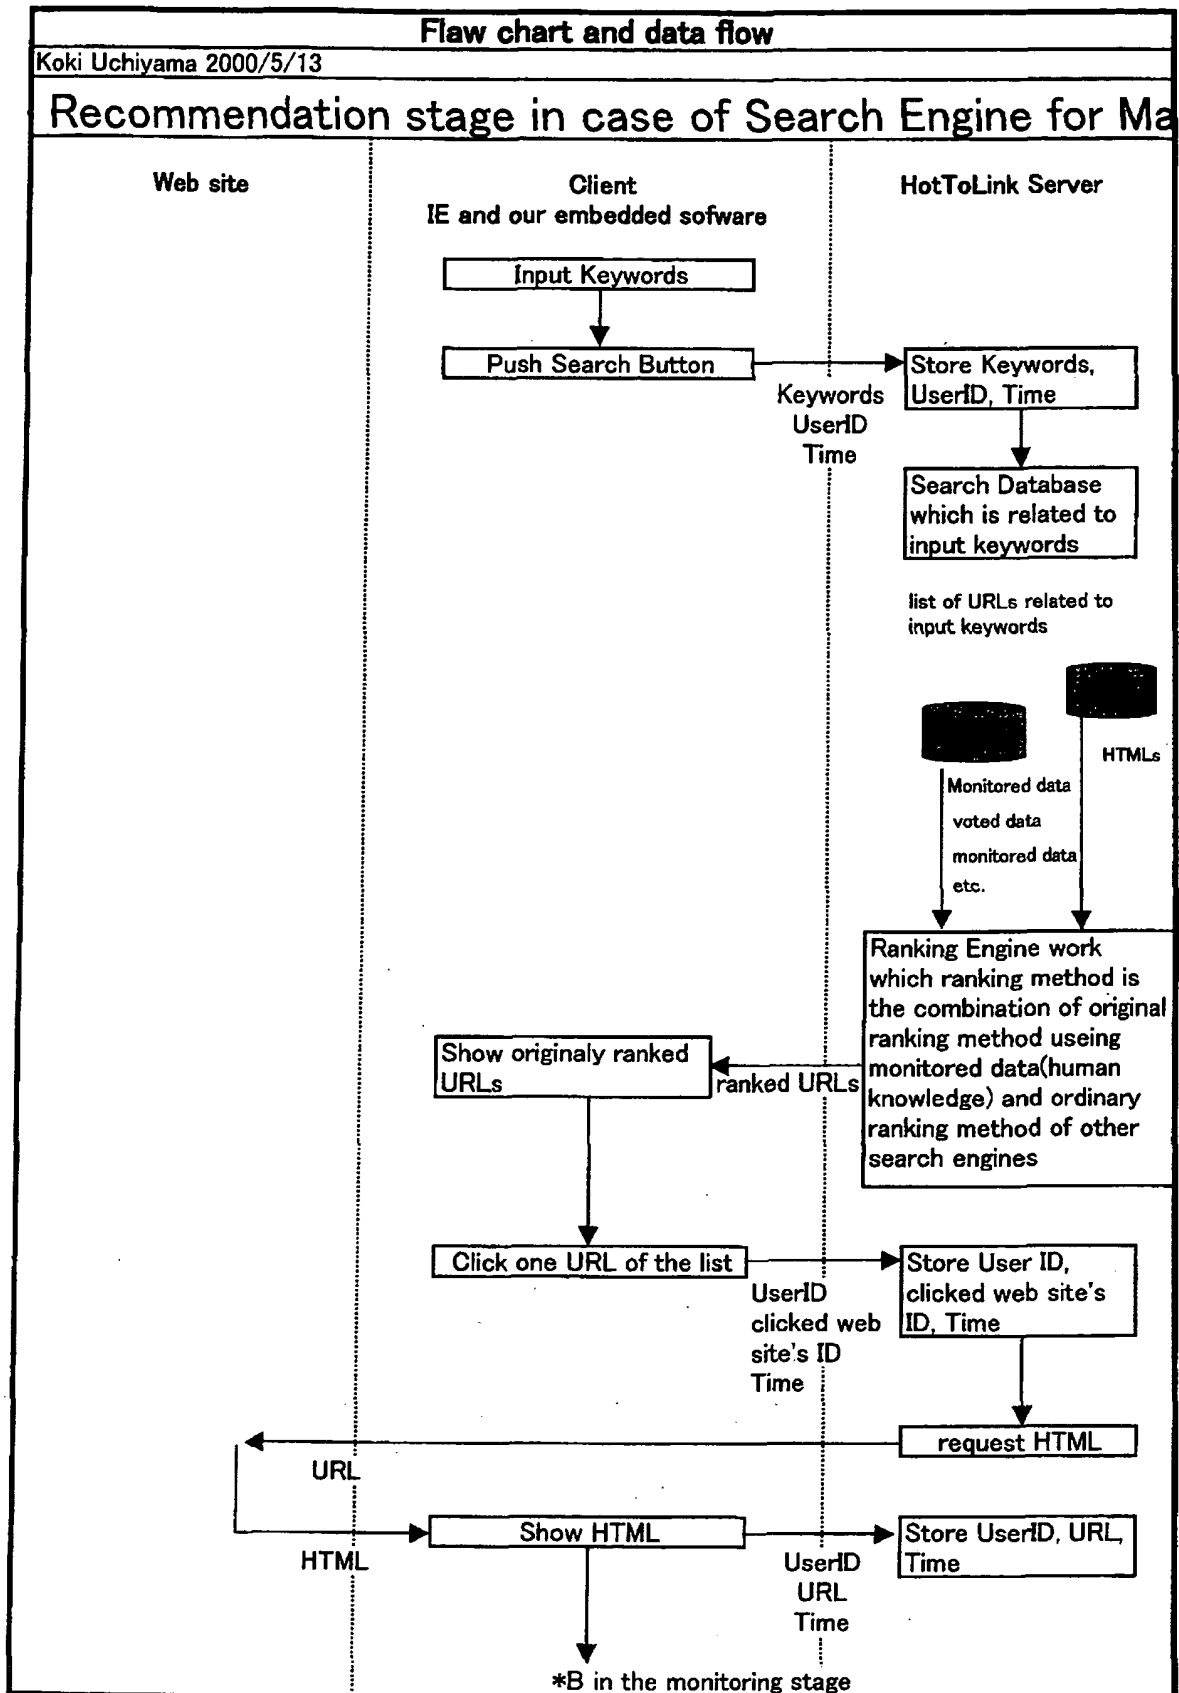 Flaw chart and data flow
Koki Uchiyama 2000/5/13
Recommendation stage in case of Search Engine for Ma
Web site
Client
IE and our embedded sofware
HotToLink Server
Input Keywords
Push Search Button
Keywords
UserID
Time
Store Keywords,
UserID, Time
Search Database
which is related to
input keywords
list of URLs related to
input keywords
HTMLs
Monitored data
voted data
monitored data
etc.
Ranking Engine work
which ranking method is
the combination of original
ranking method useing
monitored data(human
knowledge) and ordinary
ranking method of other
search engines
ranked URLs
Show originaly ranked
URLs
Click one URL of the list
UserID
clicked web
site's ID
Time
Store User ID,
clicked web site's
ID, Time
request HTML
URL
HTML
Show HTML
UserID
URL
Time
Store UserID, URL,
Time
*B in the monitoring stage